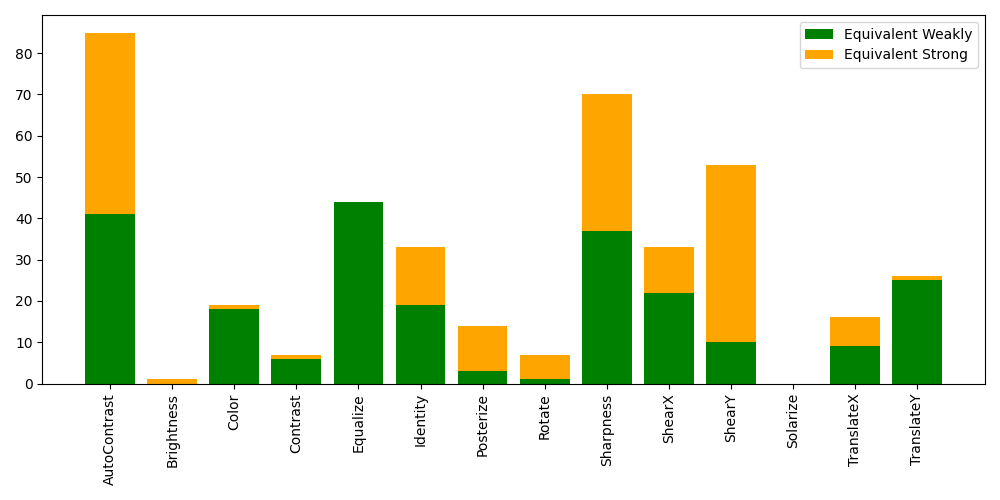 Equivalent Weakly
Equivalent Strong
80
70
60
50
40
30
20
10
0
AutoContrast
Brightness
Color
Contrast
Equalize
Identity
Posterize
Rotate
Sharpness
ShearX
ShearY
Solarize
TranslateX
TranslateY